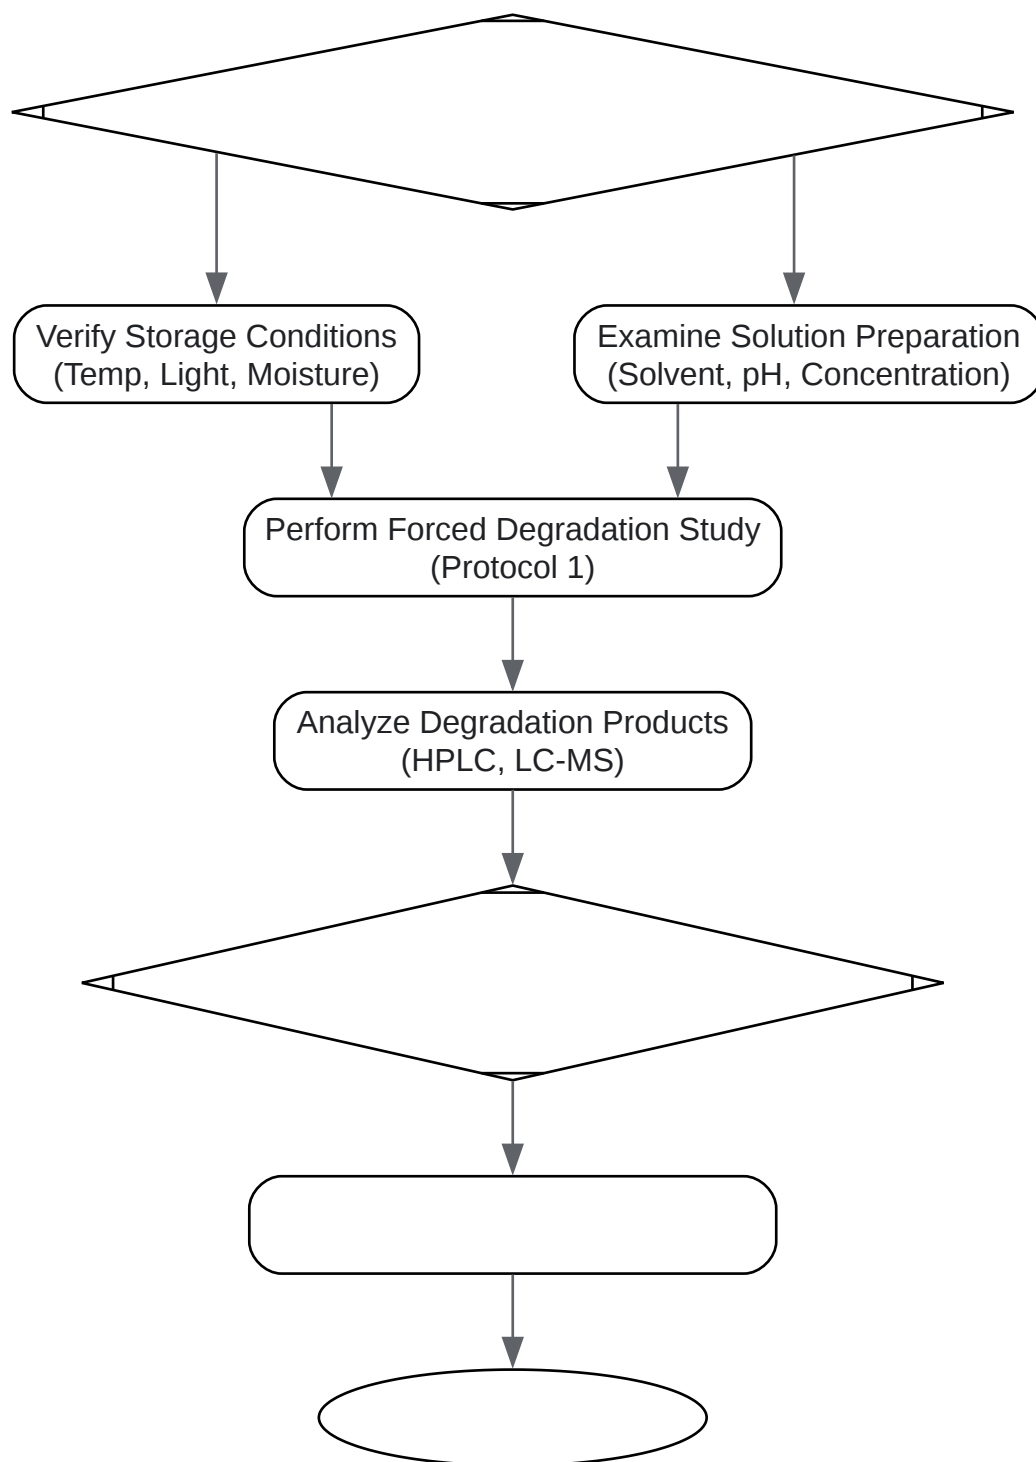 Verify Storage Conditions
(Temp, Light, Moisture)
Examine Solution Preparation
(Solvent, pH, Concentration)
Perform Forced Degradation Study
(Protocol 1)
Analyze Degradation Products
(HPLC, LC-MS)